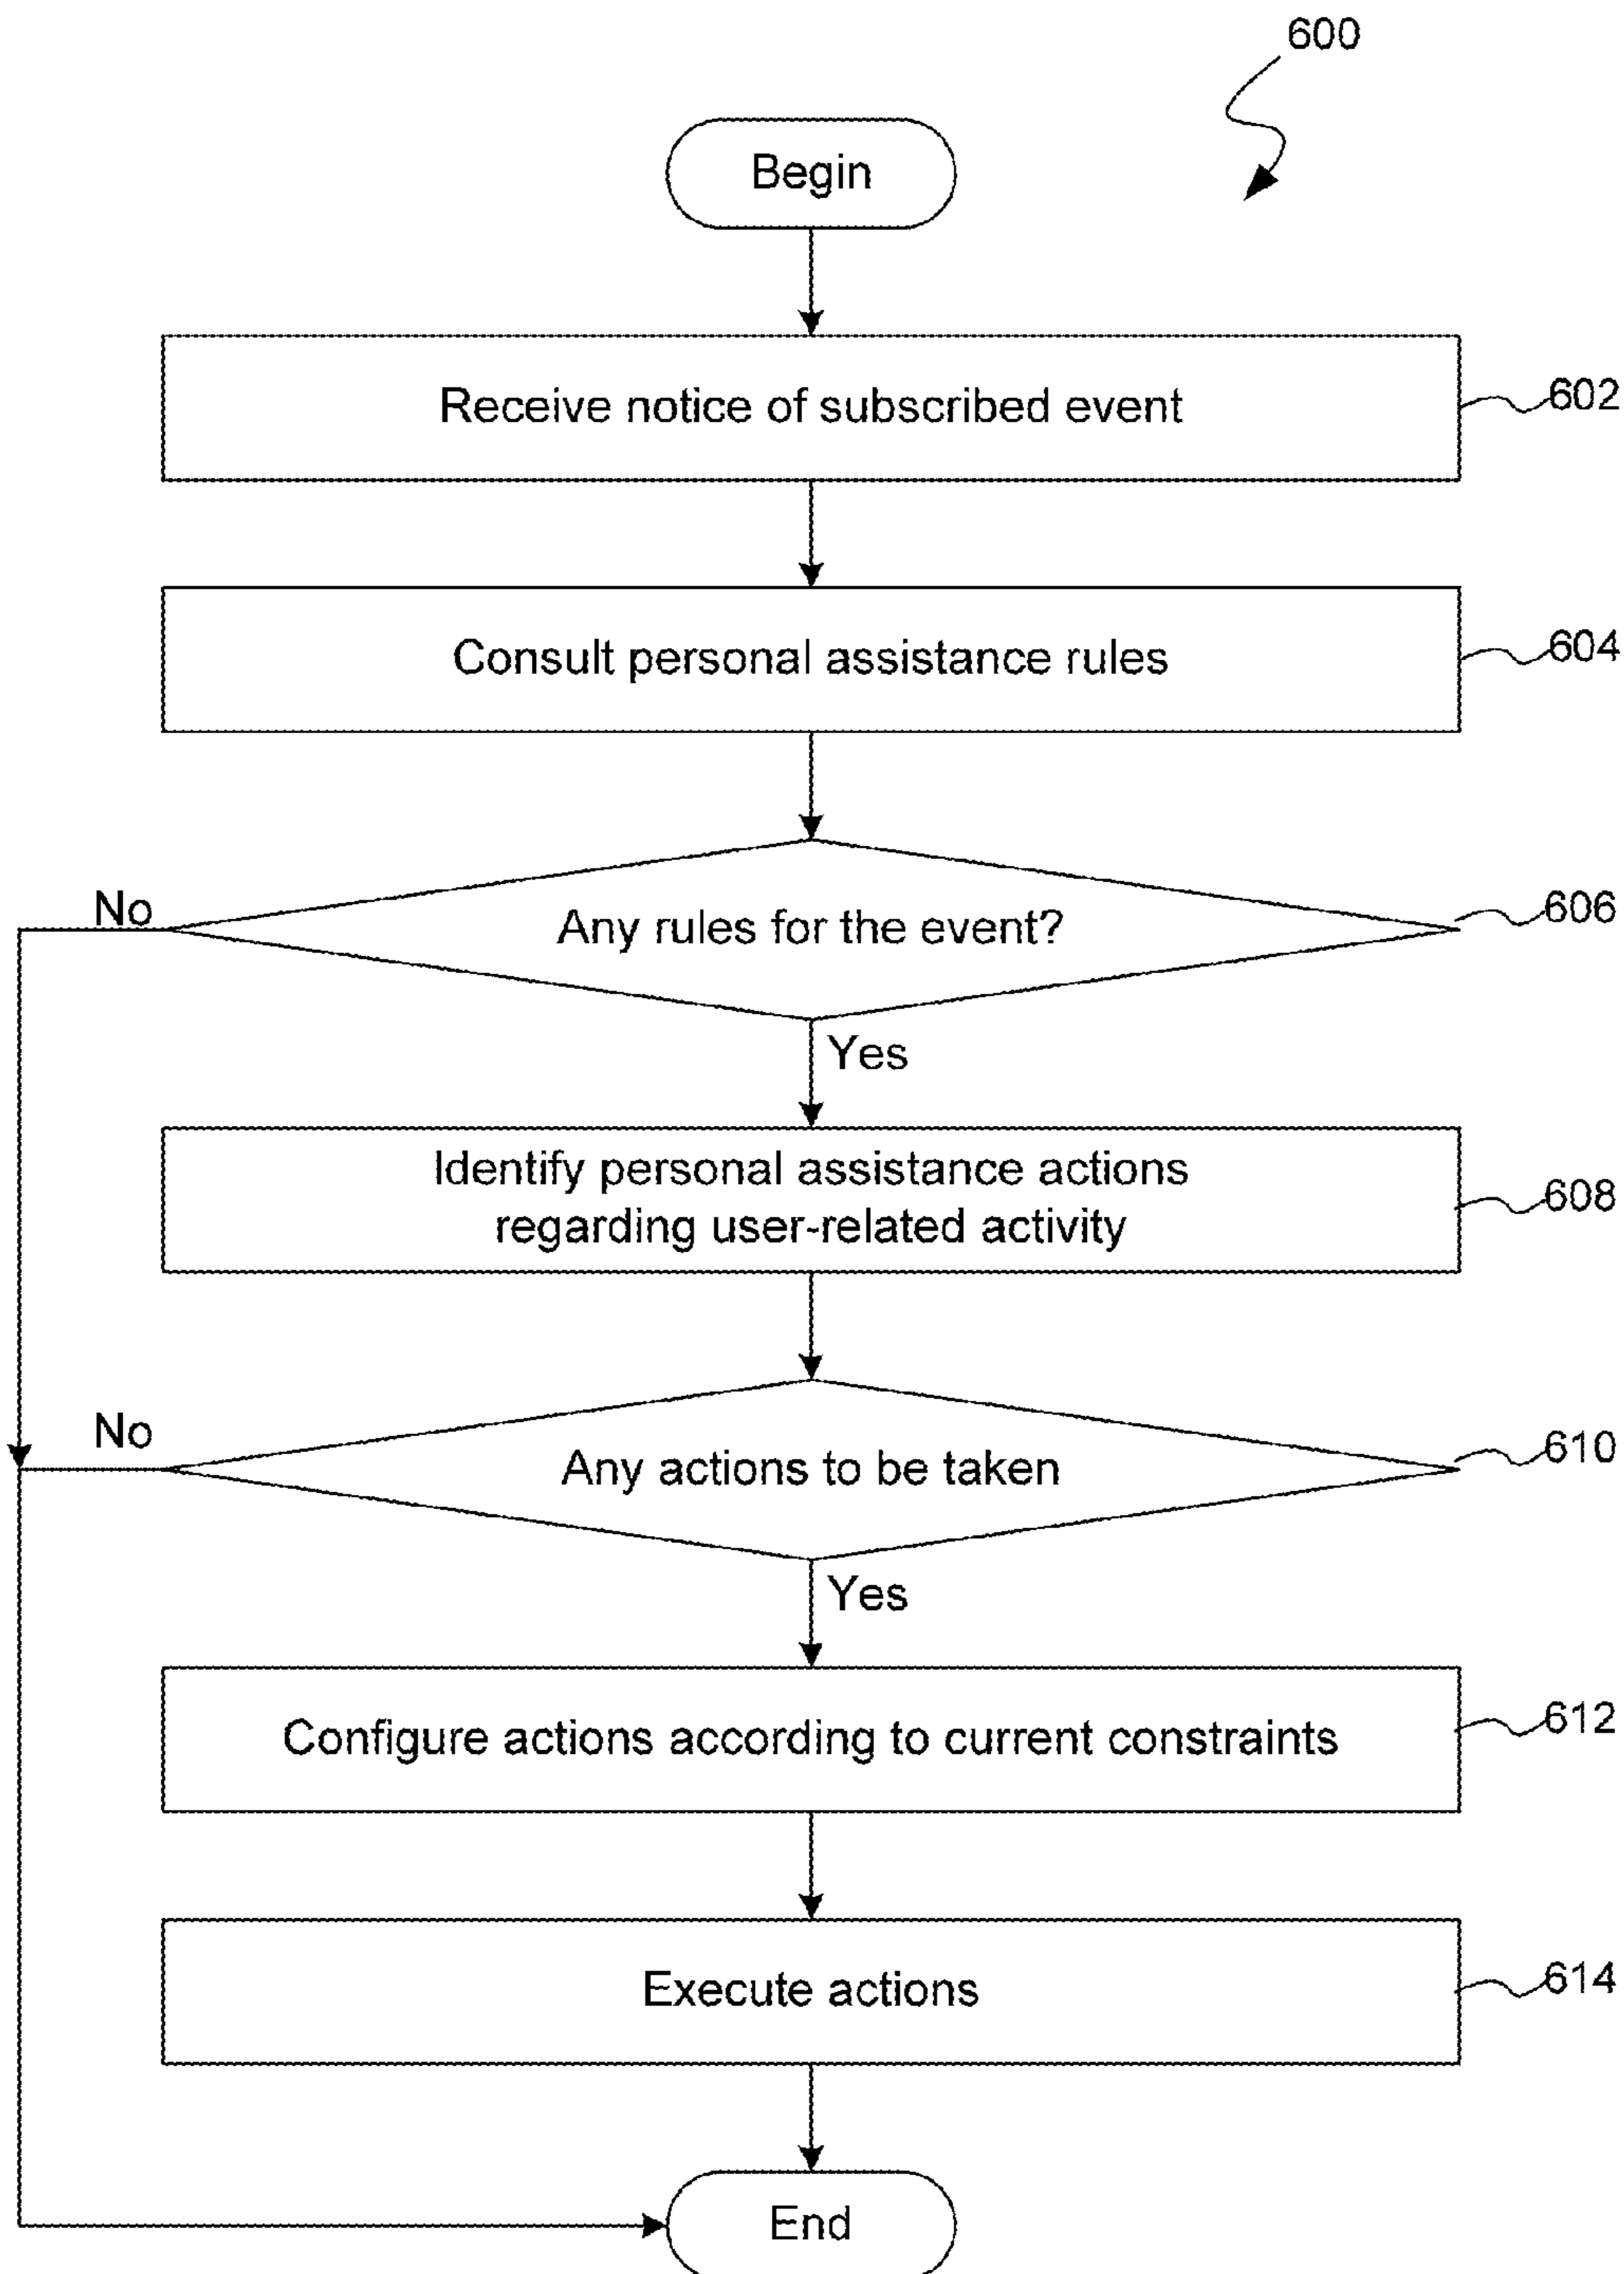 600
Begin
Receive notice of subscribed event
602
Consult personal assistance rules
604
No
Any rules for the event?
606
Yes
Identify personal assistance actions
regarding user-related activity
608
No
Any actions to be taken
610
Yes
Configure actions according to current constraints
612
Execute actions
614
End